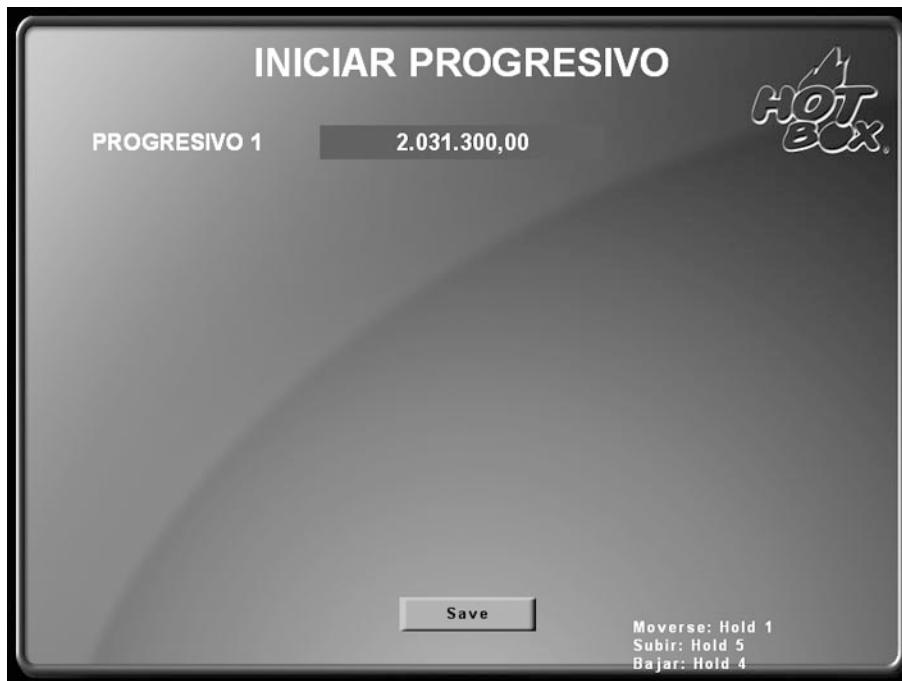 INICIAR PROGRESIVO
HOT
BOX®
PROGRESIVO 1 2.031.300,00
Save
Moverse: Hold 1
Subir: Hold 5
Bajar: Hold 4